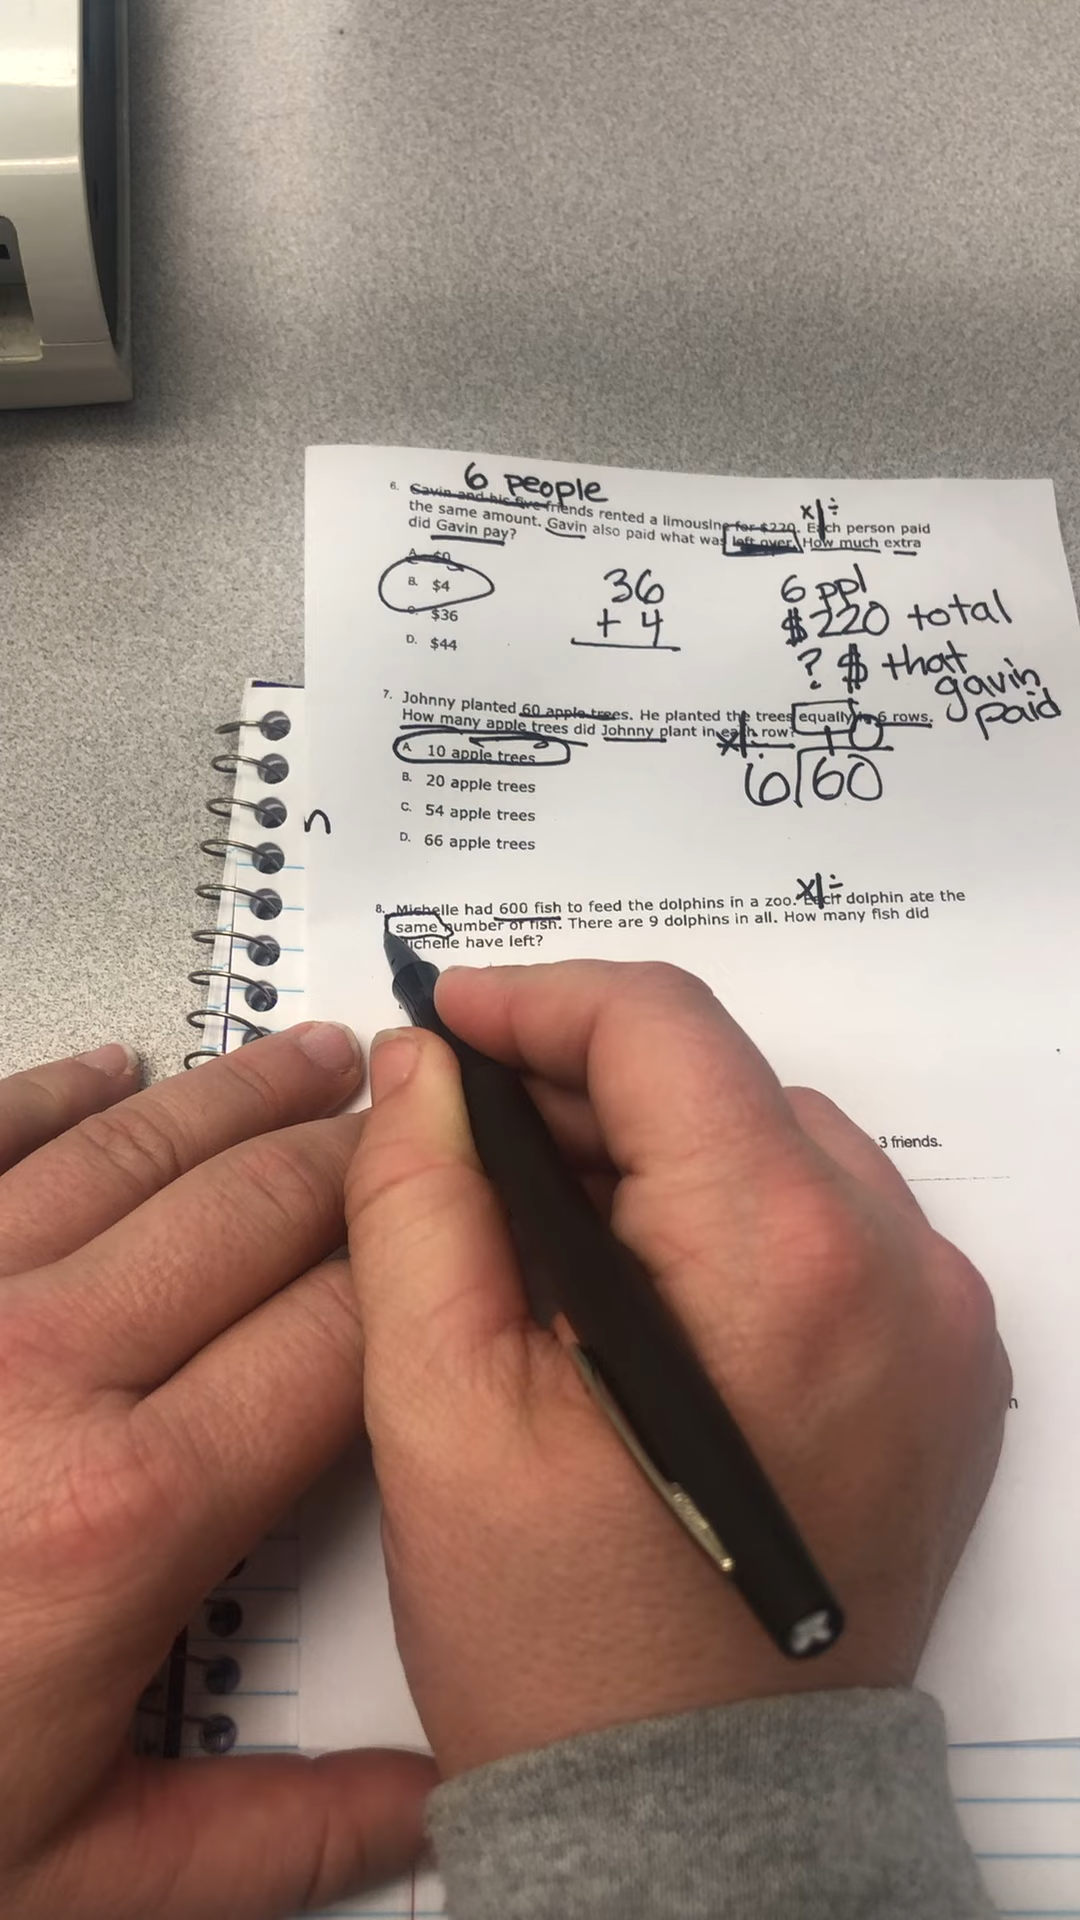 6 people
6. Gavin and his five friends rented a limousine for $220. Each person paid
x|÷
the same amount. Gavin also paid what was left over. How much extra
did Gavin pay?
A. $0
B. $4
C. $36
D. $44
36
+ 4
6 ppl
$220 total
? $ that
gavin
paid
7. Johnny planted 60 apple trees. He planted the trees equally in 6 rows.
How many apple trees did Johnny plant in each row?
x|÷
10
6)60
A. 10 apple trees
B. 20 apple trees
C. 54 apple trees
D. 66 apple trees
n
x|÷
8. Michelle had 600 fish to feed the dolphins in a zoo. Each dolphin ate the
same number of fish. There are 9 dolphins in all. How many fish did
Michelle have left?
3 friends.
n